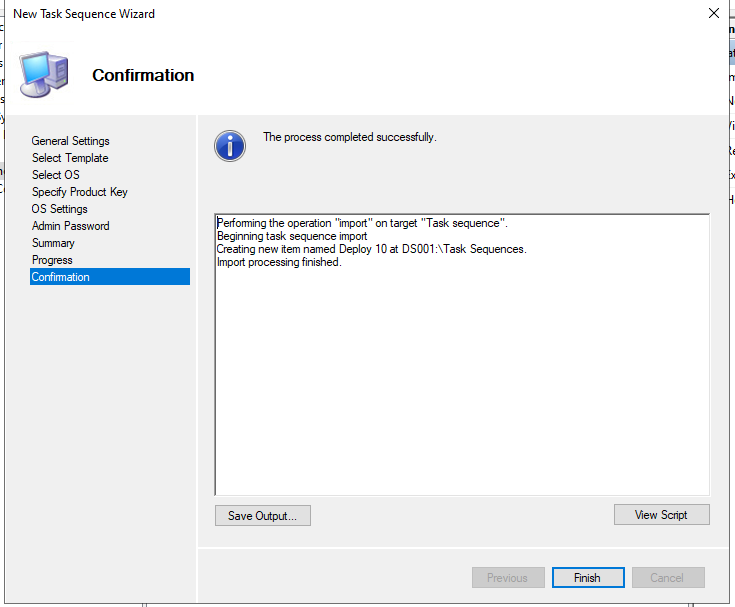 New Task Sequence Wizard
Confirmation
General Settings
Select Template
Select OS
Specify Product Key
OS Settings
Admin Password
Summary
Progress
Confirmation
The process completed successfully.
Performing the operation "import" on target "Task sequence".
Beginning task sequence import
Creating new item named Deploy 10 at DS001:\Task Sequences.
Import processing finished.
Save Output...
View Script
Previous
Finish
Cancel